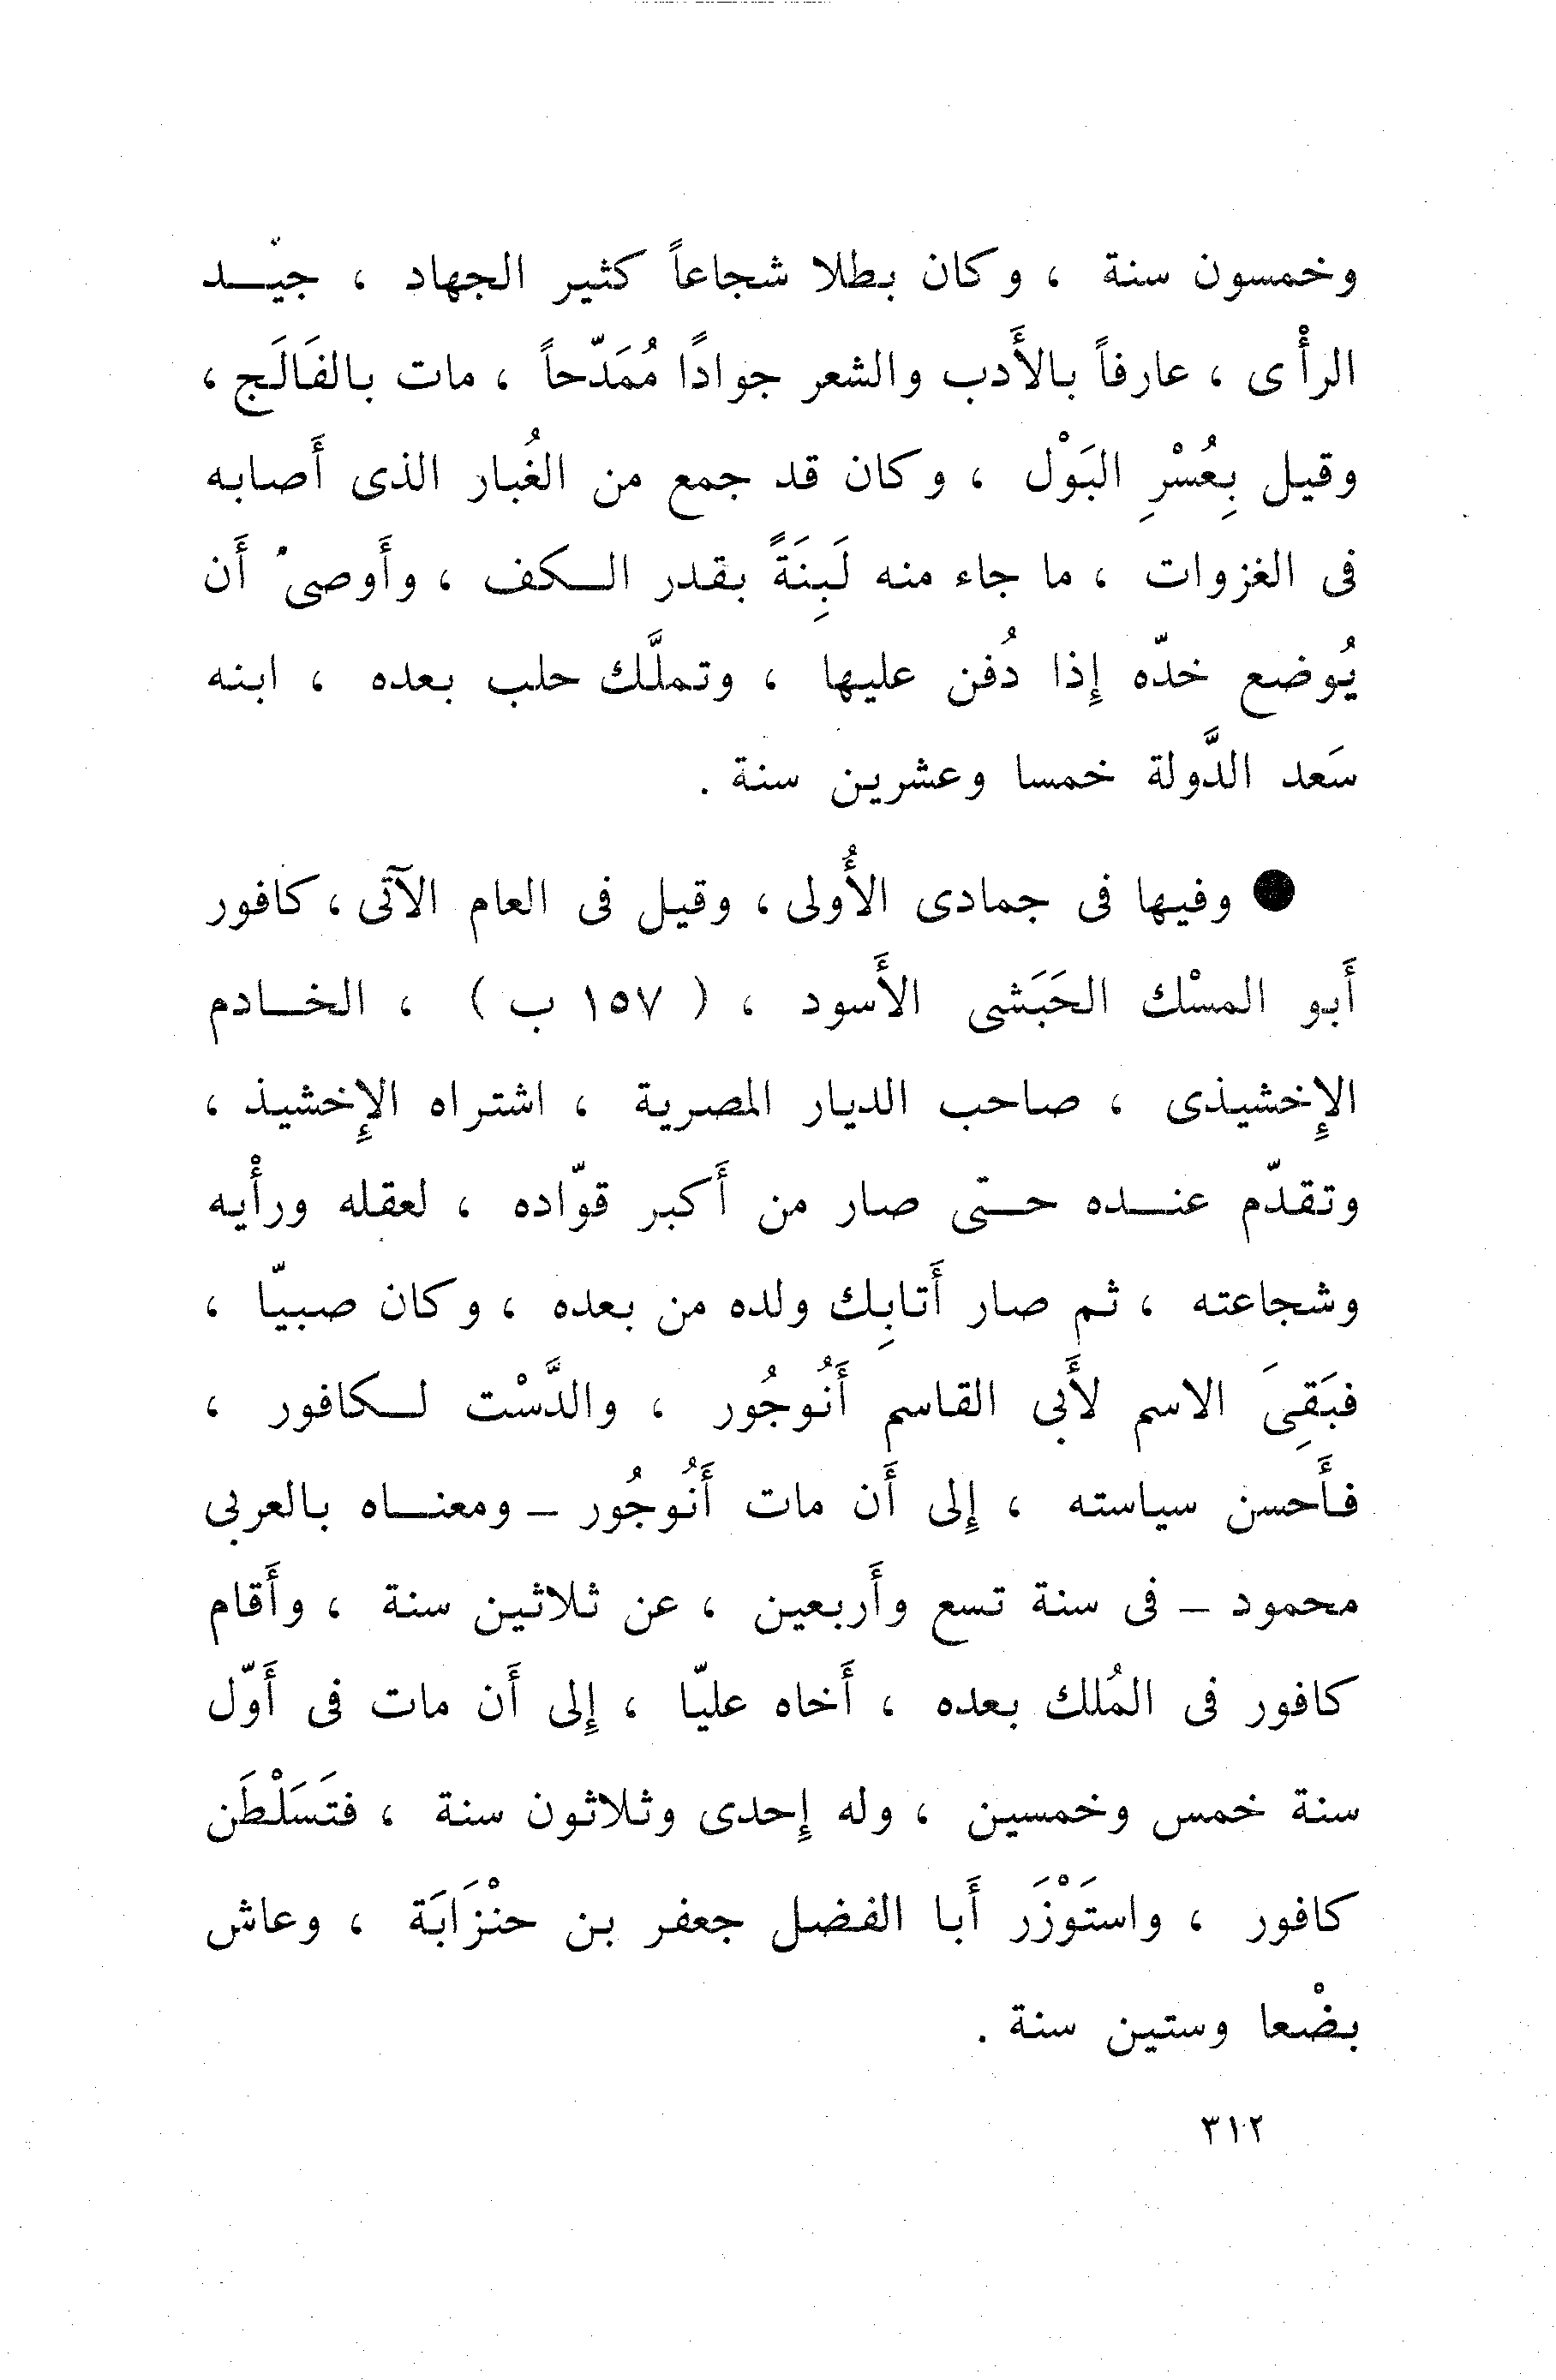 وخمسون سنة ، وكان بطلا شجاعاً كثير الجهاد ، جيّد
الرأْى ، عارفاً بالأَدب والشعر جوادًا مُمَدّحاً ، مات بالفَالَج ،
وقيل بِعُسْرِ البَوْل ، وكان قد جمع من الغُبار الذى أَصابه
فى الغزوات ، ما جاء منه لَبِنَةً بقدر الكف ، وأَوصى أَن
يُوضع خدّه إِذا دُفن عليها ، وتملَّك حلب بعده ، ابنه
سَعد الدَّولة خمسا وعشرين سنة .
● وفيها فى جمادى الأُولى ، وقيل فى العام الآتى ، كافور
أَبو المسْك الحَبَشى الأَسود ، ( ١٥٧ ب ) ، الخادم
الإِخشيذى ، صاحب الديار المصرية ، اشتراه الإِخشيذ ،
وتقدّم عنده حتى صار من أَكبر قوّاده ، لعقله ورأْيه
وشجاعته ، ثم صار أَتابِك ولده من بعده ، وكان صبيّا ،
فبَقِىَ الاسم لأَبى القاسم أَنُوجُور ، والدَّسْت لكافور ،
فأَحسن سياسته ، إِلى أَن مات أَنُوجُور – ومعناه بالعربى
محمود – فى سنة تسع وأَربعين ، عن ثلاثين سنة ، وأَقام
كافور فى المُلك بعده ، أَخاه عليّا ، إِلى أَن مات فى أَوّل
سنة خمس وخمسين ، وله إِحدى وثلاثون سنة ، فتَسَلْطَن
كافور ، واستَوْزَر أَبا الفضل جعفر بن حنْزَابَة ، وعاش
بضْعا وستين سنة .
٣١٢